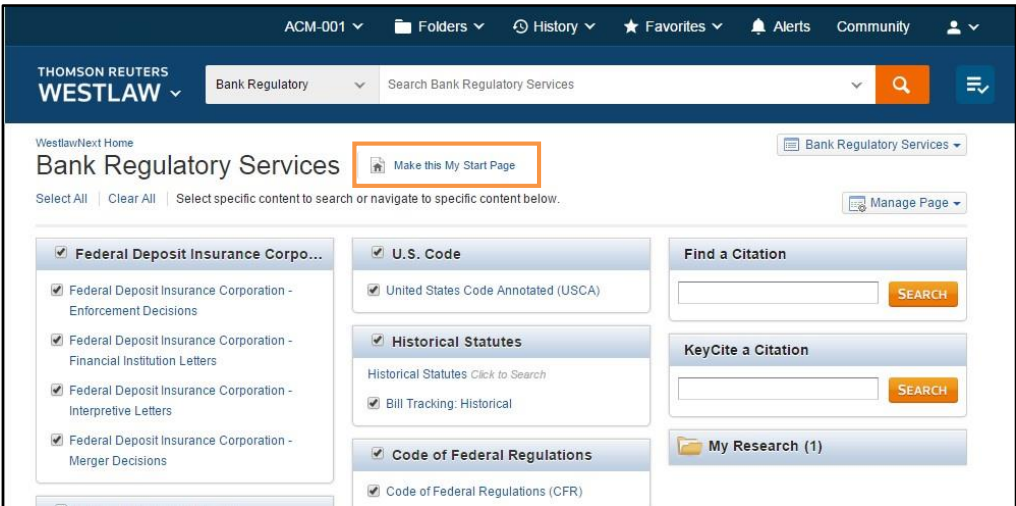 ACM-001 Folders History Favorites Alerts Community
THOMSON REUTERS
WESTLAW
Bank Regulatory
Search Bank Regulatory Services
WestlawNext Home
Bank Regulatory Services
Make this My Start Page
Bank Regulatory Services
Select All Clear All Select specific content to search or navigate to specific content below.
Manage Page
Federal Deposit Insurance Corpo...
Federal Deposit Insurance Corporation -
Enforcement Decisions
Federal Deposit Insurance Corporation -
Financial Institution Letters
Federal Deposit Insurance Corporation -
Interpretive Letters
Federal Deposit Insurance Corporation -
Merger Decisions
U.S. Code
United States Code Annotated (USCA)
Historical Statutes
Historical Statutes Click to Search
Bill Tracking: Historical
Code of Federal Regulations
Code of Federal Regulations (CFR)
Find a Citation
SEARCH
KeyCite a Citation
SEARCH
My Research (1)